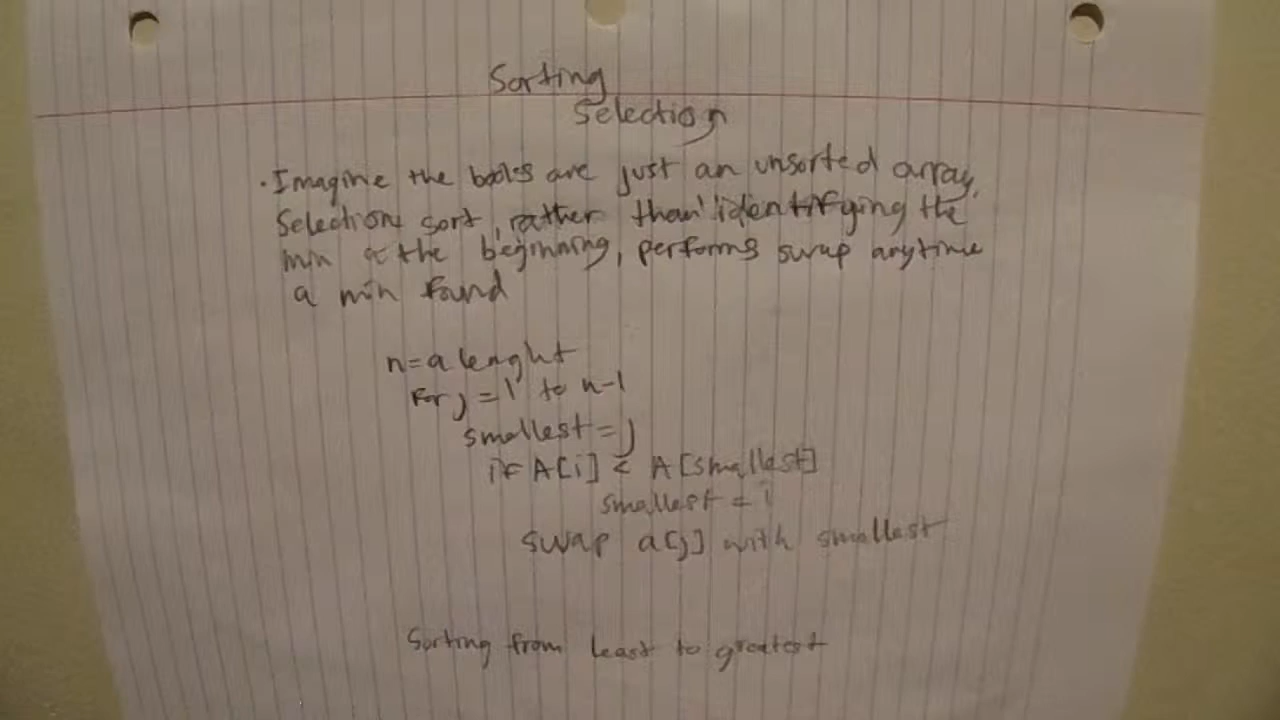 Sorting
Selection
· Imagine the books are just an unsorted array,
Selection sort, rather than identifying the
min a the beginning, performs swap anytime
a min found
n = a lenght
For j = 1 to n-1
smallest = j
if A[i] < A[smallest]
smallest = i
swap a[j] with smallest
Sorting from least to greatest